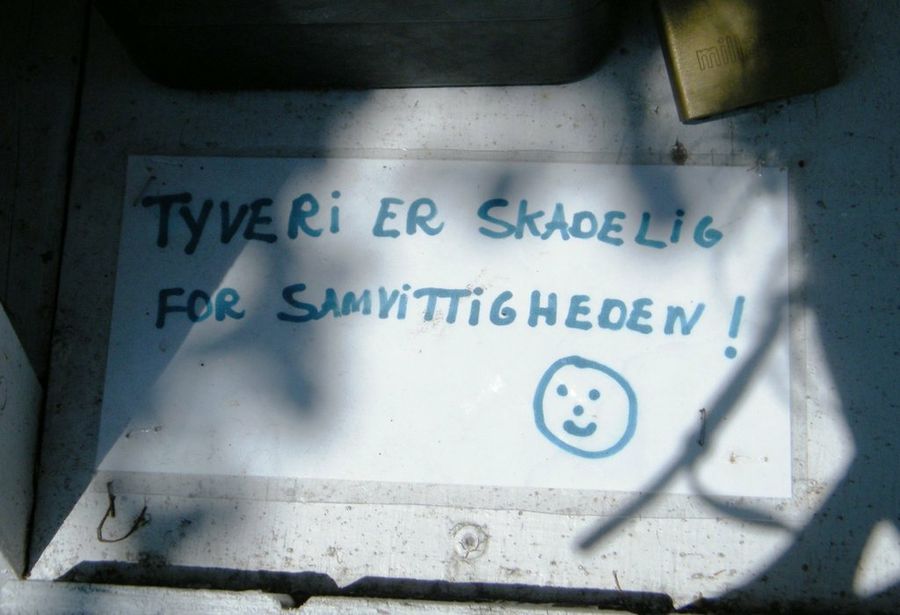 TYVERi ER SKADELiG
FOR SAMViTTiGHEDEN!